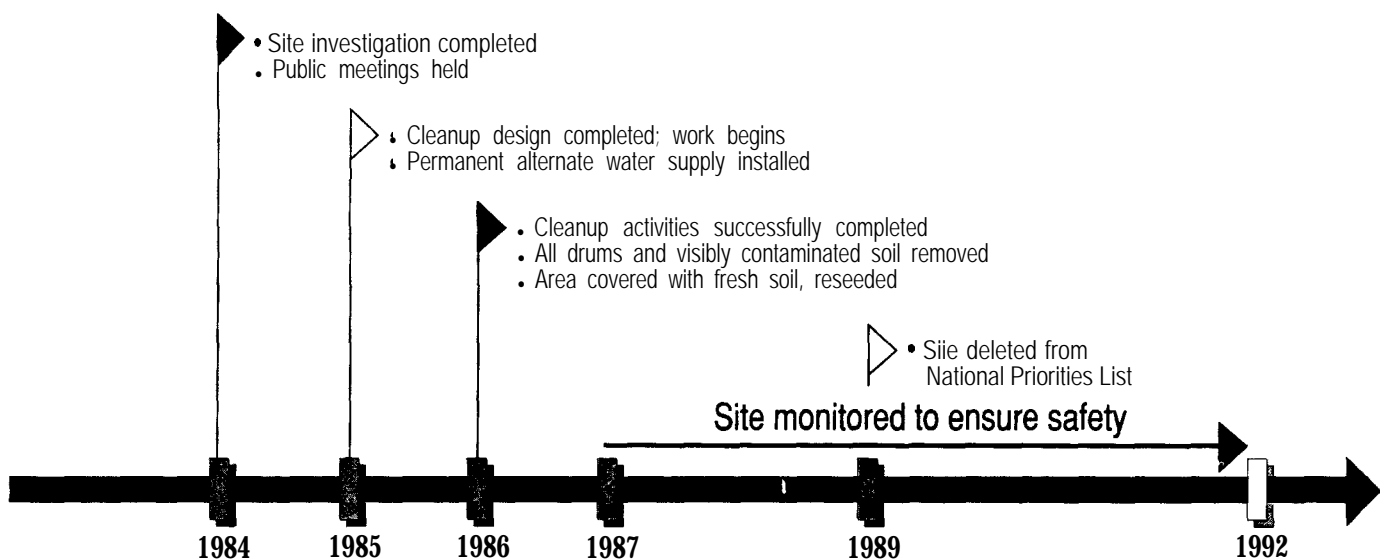 • Site investigation completed
• Public meetings held
• Cleanup design completed; work begins
• Permanent alternate water supply installed
• Cleanup activities successfully completed
• All drums and visibly contaminated soil removed
• Area covered with fresh soil, reseeded
• Siie deleted from
National Priorities List
Site monitored to ensure safety
1984 1985 1986 1987 1989 1992